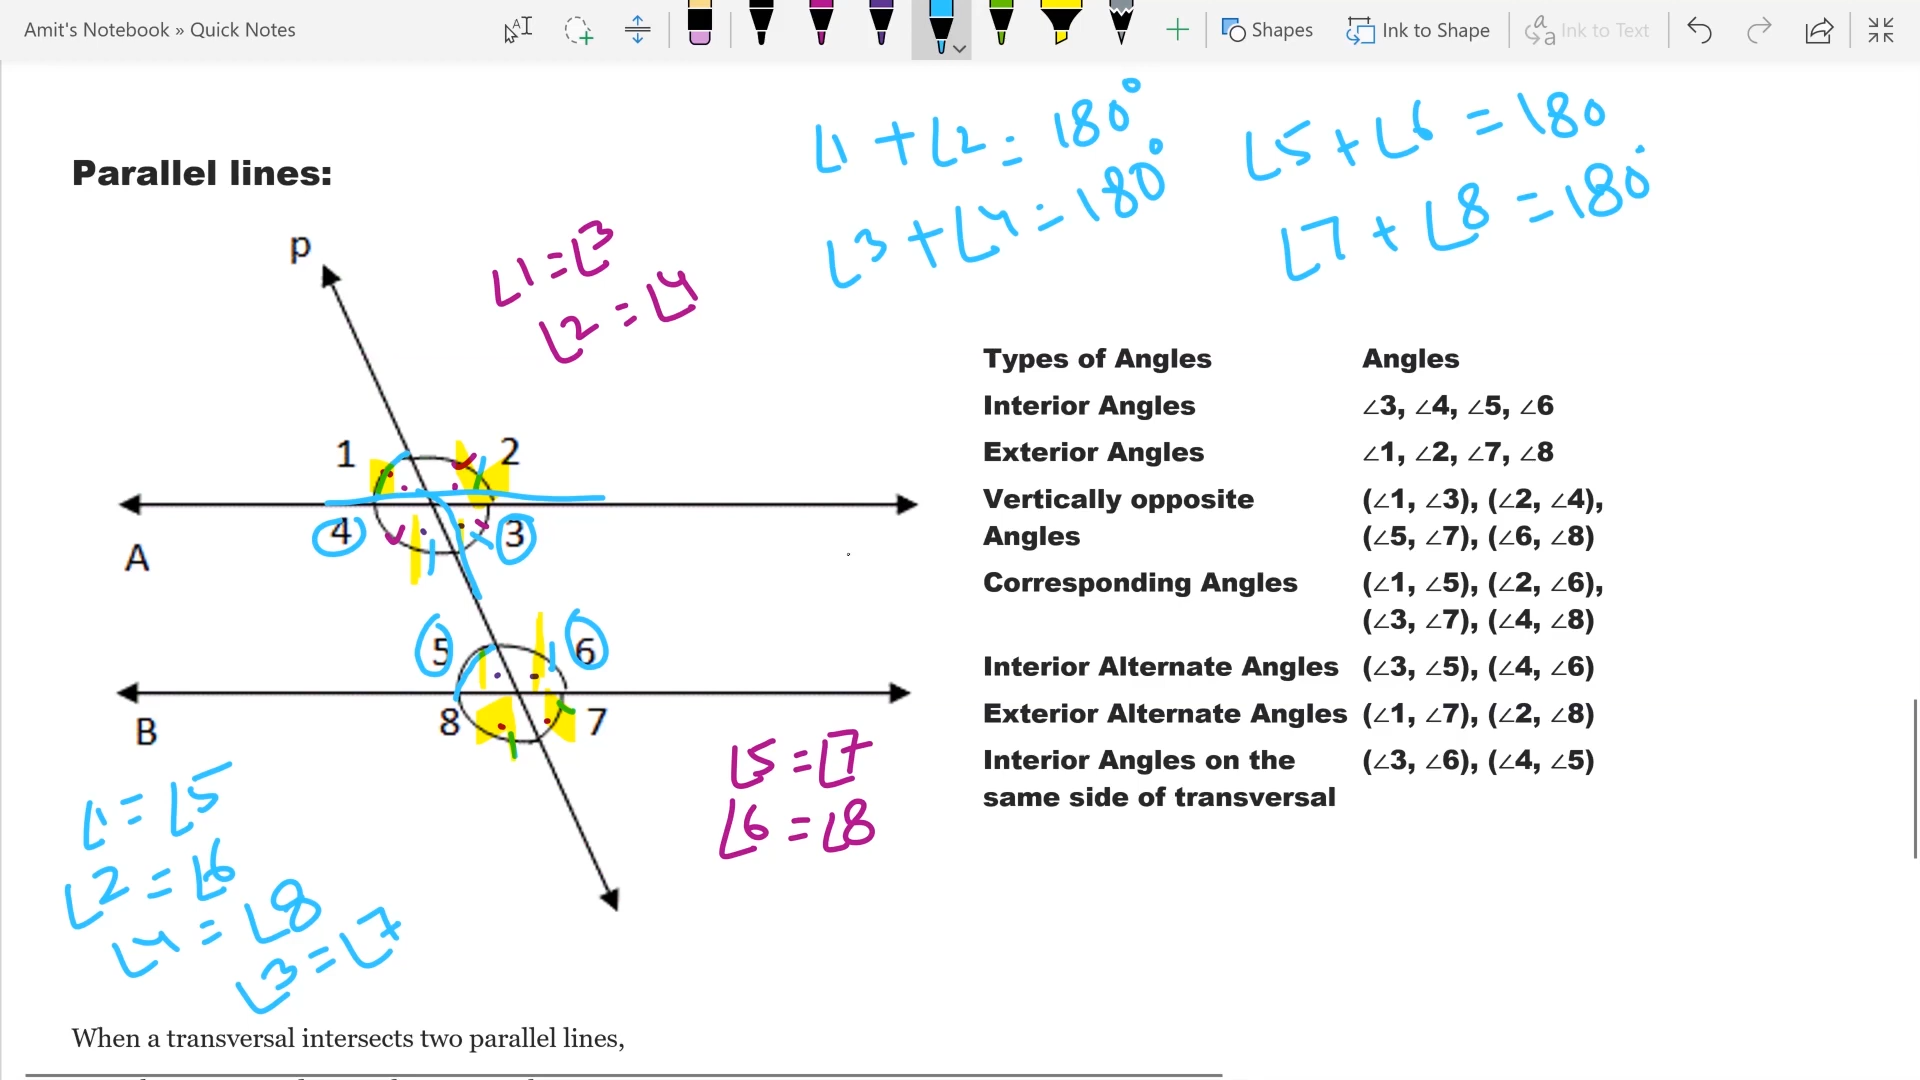 Amit's Notebook » Quick Notes
Shapes
Ink to Shape
Ink to Text
∠1 + ∠2 = 180°
∠3 + ∠4 = 180°
∠5 + ∠6 = 180
∠7 + ∠8 = 180°
Parallel lines:
p
∠1 = ∠3
∠2 = ∠4
1
2
4
3
A
5
6
8
7
B
∠5 = ∠7
∠6 = ∠8
∠1 = ∠5
∠2 = ∠6
∠4 = ∠8
∠3 = ∠7
Types of Angles Angles
Interior Angles ∠3, ∠4, ∠5, ∠6
Exterior Angles ∠1, ∠2, ∠7, ∠8
Vertically opposite (∠1, ∠3), (∠2, ∠4),
Angles (∠5, ∠7), (∠6, ∠8)
Corresponding Angles (∠1, ∠5), (∠2, ∠6),
(∠3, ∠7), (∠4, ∠8)
Interior Alternate Angles (∠3, ∠5), (∠4, ∠6)
Exterior Alternate Angles (∠1, ∠7), (∠2, ∠8)
Interior Angles on the (∠3, ∠6), (∠4, ∠5)
same side of transversal
When a transversal intersects two parallel lines,